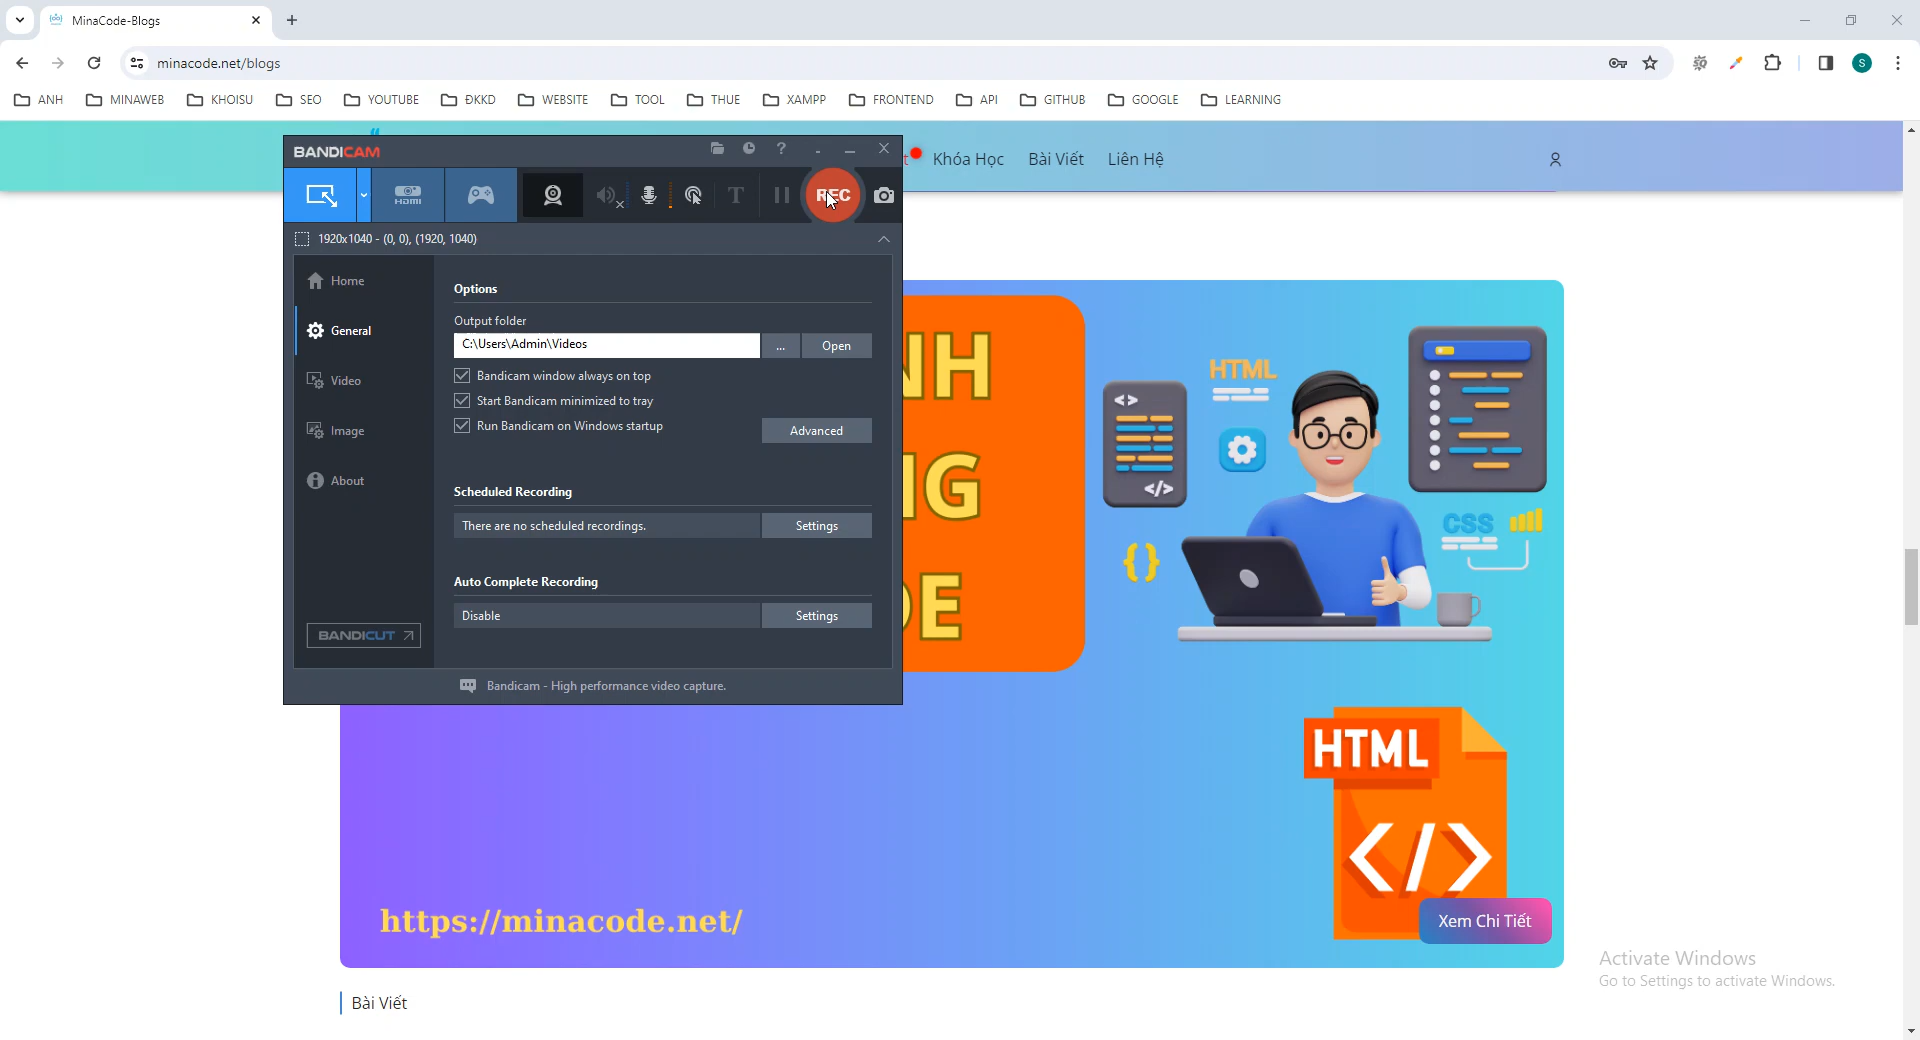 MinaCode-Blogs
minacode.net/blogs
S
ANH
MINAWEB
KHOISU
SEO
YOUTUBE
ĐKKD
WEBSITE
TOOL
THUE
XAMPP
FRONTEND
API
GITHUB
GOOGLE
LEARNING
Khóa Học
Bài Viết
Liên Hệ
BANDICAM
HDMI
T
REC
1920x1040 - (0, 0), (1920, 1040)
Home
General
Video
Image
About
BANDICUT
Options
Output folder
C:\Users\Admin\Videos
...
Open
Bandicam window always on top
Start Bandicam minimized to tray
Run Bandicam on Windows startup
Advanced
Scheduled Recording
There are no scheduled recordings.
Settings
Auto Complete Recording
Disable
Settings
Bandicam - High performance video capture.
NH
NG
DE
<>
</>
HTML
{}
CSS
HTML
</>
https://minacode.net/
Xem Chi Tiết
Bài Viết
Activate Windows
Go to Settings to activate Windows.